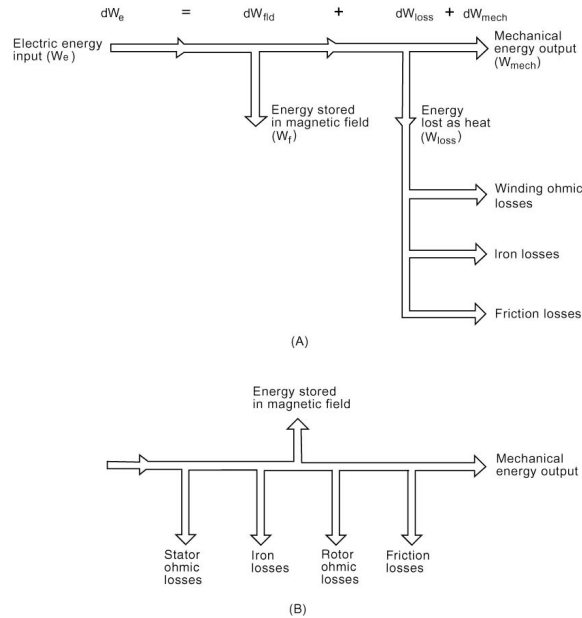 dWe = dWfld + dWloss + dWmech
Electric energy
input (We)
Mechanical
energy output
(Wmech)
Energy stored
in magnetic field
(Wf)
Energy
lost as heat
(Wloss)
Winding ohmic
losses
Iron losses
Friction losses
(A)
Energy stored
in magnetic field
Mechanical
energy output
Stator
ohmic
losses
Iron
losses
Rotor
ohmic
losses
Friction
losses
(B)